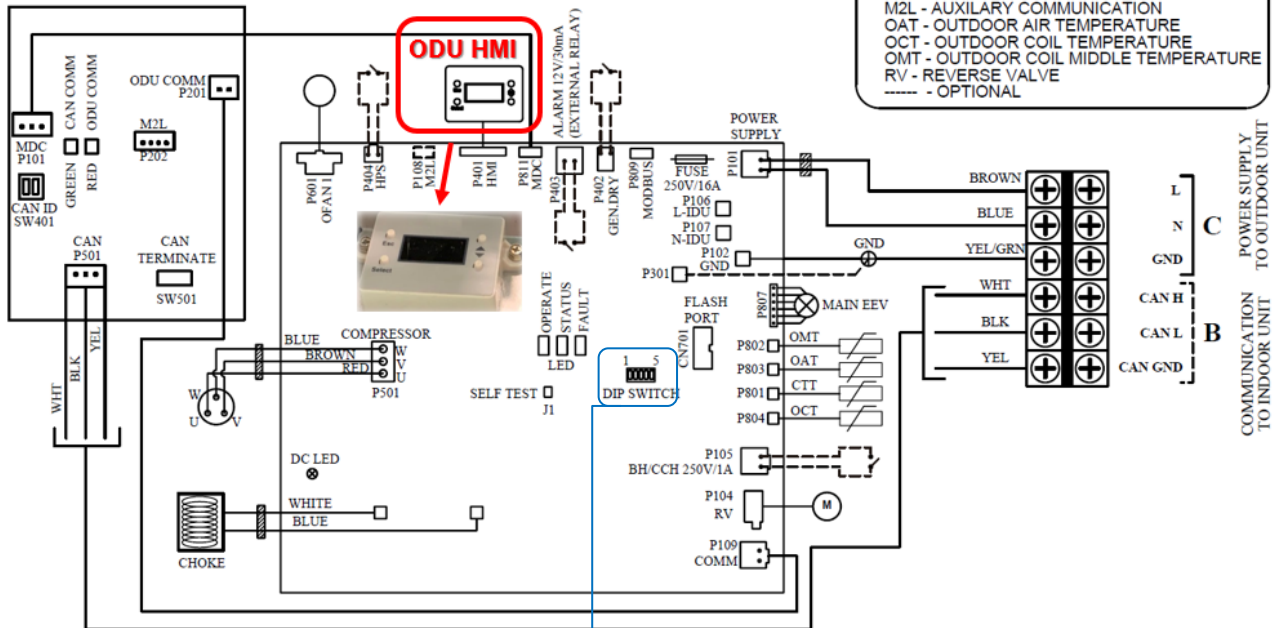 M2L - AUXILARY COMMUNICATION
OAT - OUTDOOR AIR TEMPERATURE
OCT - OUTDOOR COIL TEMPERATURE
OMT - OUTDOOR COIL MIDDLE TEMPERATURE
RV - REVERSE VALVE
------ - OPTIONAL
ODU COMM
P201
CAN COMM
ODU COMM
GREEN
RED
M2L
P202
MDC
P101
CAN ID
SW401
CAN
P501
CAN
TERMINATE
SW501
WHT
BLK
YEL
ODU HMI
ALARM 12V/30mA
(EXTERNAL RELAY)
P601
OFAN1
P404
HPS
P108
M2L
P401
HMI
P811
MDC
P403
P402
GEN.DRY
P809
MODBUS
POWER
SUPPLY
P101
FUSE
250V/16A
P106
L-IDU
P107
N-IDU
P102
GND
P301
GND
Esc
Select
COMPRESSOR
BLUE
BROWN
RED
W
V
U
P501
W
U
V
OPERATE
STATUS
FAULT
LED
SELF TEST
J1
1 5
DIP SWITCH
FLASH
PORT
CN701
P807
MAIN EEV
P802
OMT
P803
OAT
P801
CTT
P804
OCT
P105
BH/CCH 250V/1A
P104
RV
M
P109
COMM
DC LED
WHITE
BLUE
CHOKE
BROWN
L
BLUE
N
YEL/GRN
GND
C
POWER SUPPLY
TO OUTDOOR UNIT
WHT
CAN H
BLK
CAN L
YEL
CAN GND
B
COMMUNICATION
TO INDOOR UNIT